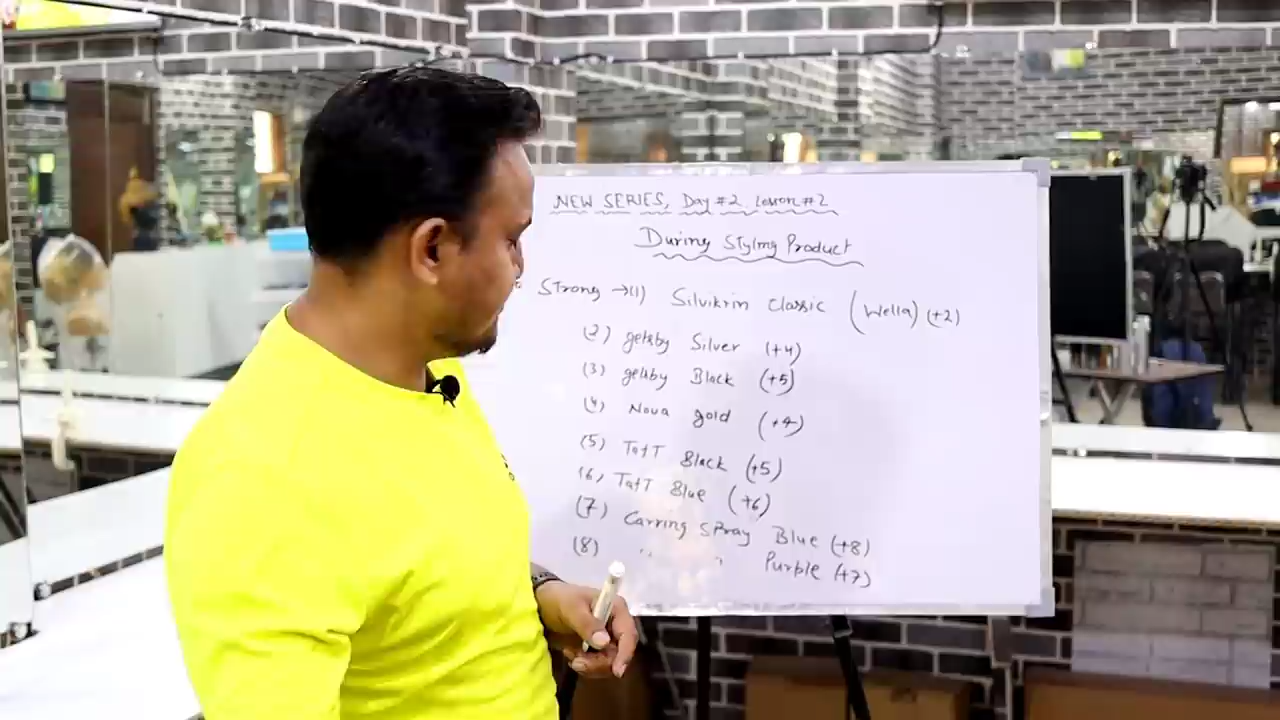 NEW SERIES, Day #2 Lesson #2
During Styling Product
Strong → (1) Silvikrin Classic (Wella) (+2)
(2) getsby Silver (+4)
(3) getsby Black (+5)
(4) Nova gold (+4)
(5) TafT Black (+5)
(6) TafT Blue (+6)
(7) Carring SPray Blue (+8)
(8) " " Purple (+7)